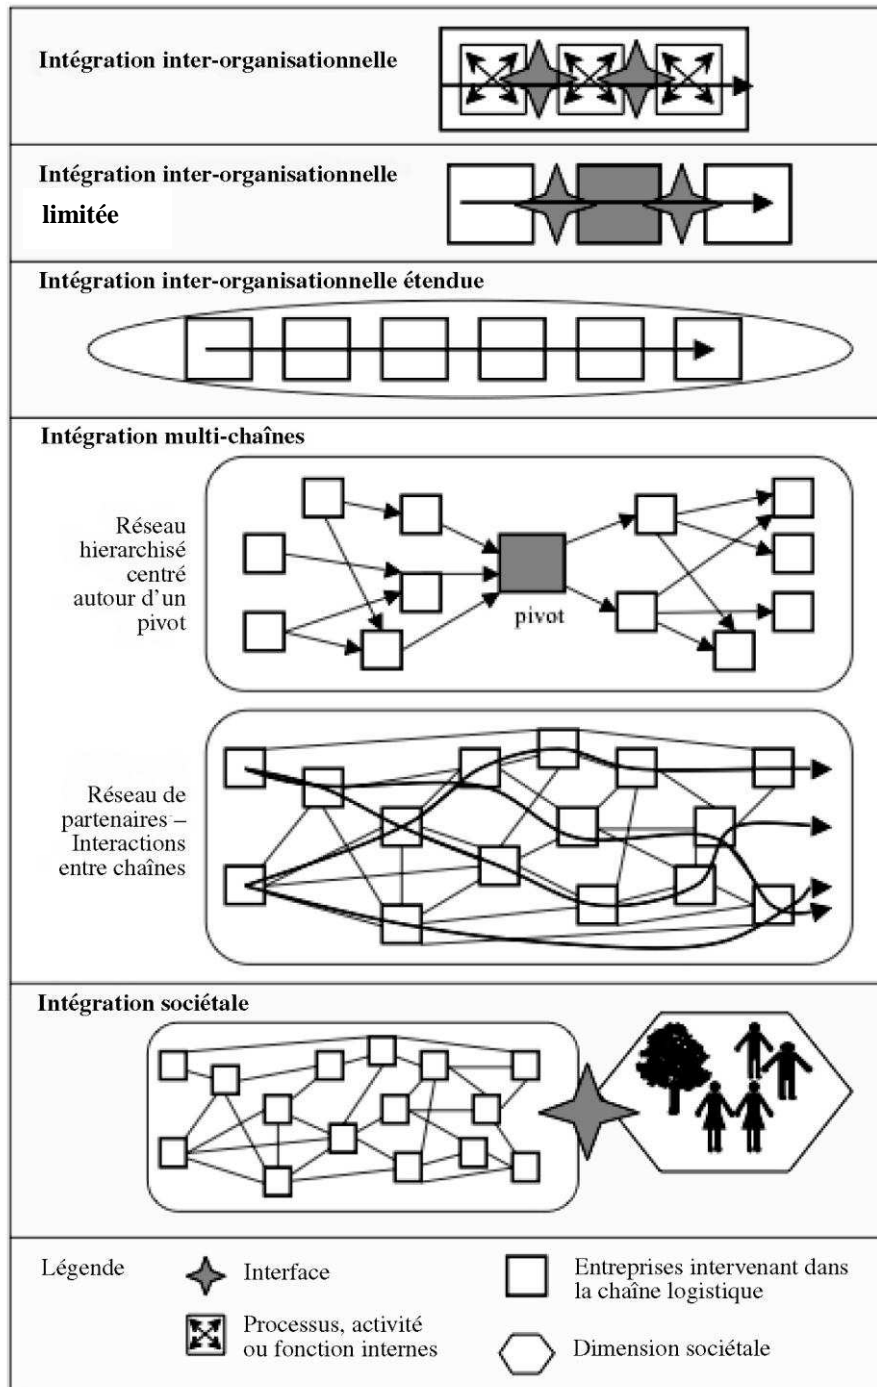 Intégration inter-organisationnelle
Intégration inter-organisationnelle
limitée
Intégration inter-organisationnelle étendue
Intégration multi-chaînes
Réseau
hierarchisé
centré
autour d'un
pivot
pivot
Réseau de
partenaires –
Interactions
entre chaînes
Intégration sociétale
Légende
Interface
Entreprises intervenant dans
la chaîne logistique
Processus, activité
ou fonction internes
Dimension sociétale